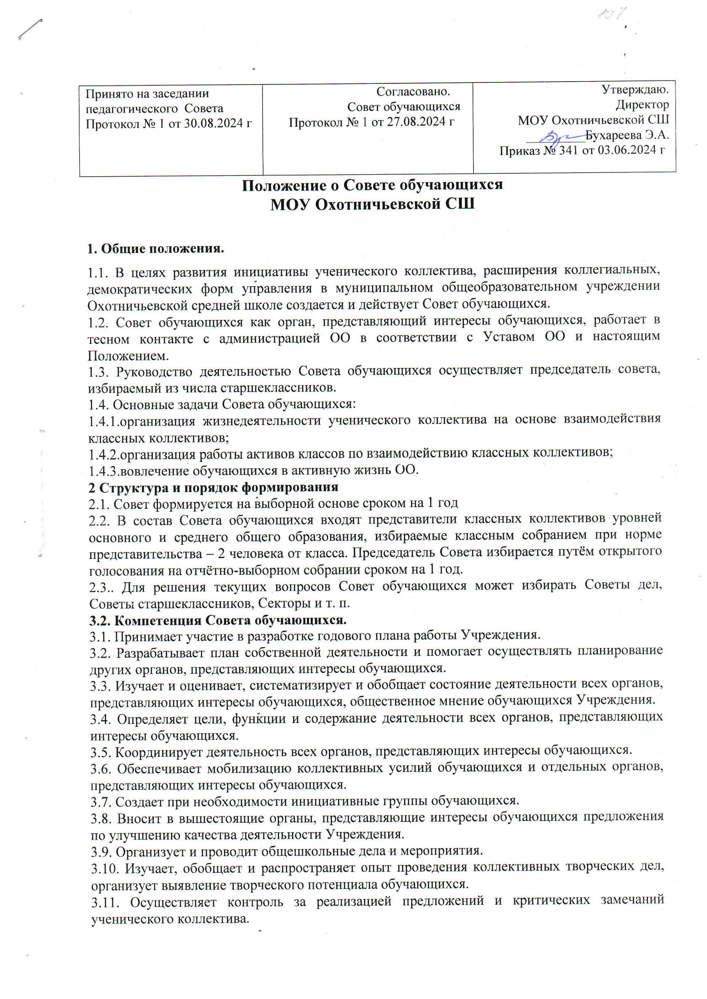 Принято на заседании
педагогического Совета
Протокол № 1 от 30.08.2024 г
Согласовано.
Совет обучающихся
Протокол № 1 от 27.08.2024 г
Утверждаю.
Директор
МОУ Охотничьевской СШ
Бухареева Э.А.
Приказ № 341 от 03.06.2024 г
Положение о Совете обучающихся
МОУ Охотничьевской СШ
1. Общие положения.
1.1. В целях развития инициативы ученического коллектива, расширения коллегиальных,
демократических форм управления в муниципальном общеобразовательном учреждении
Охотничьевской средней школе создается и действует Совет обучающихся.
1.2. Совет обучающихся как орган, представляющий интересы обучающихся, работает в
тесном контакте с администрацией ОО в соответствии с Уставом ОО и настоящим
Положением.
1.3. Руководство деятельностью Совета обучающихся осуществляет председатель совета,
избираемый из числа старшеклассников.
1.4. Основные задачи Совета обучающихся:
1.4.1.организация жизнедеятельности ученического коллектива на основе взаимодействия
классных коллективов;
1.4.2.организация работы активов классов по взаимодействию классных коллективов;
1.4.3.вовлечение обучающихся в активную жизнь ОО.
2 Структура и порядок формирования
2.1. Совет формируется на выборной основе сроком на 1 год
2.2. В состав Совета обучающихся входят представители классных коллективов уровней
основного и среднего общего образования, избираемые классным собранием при норме
представительства – 2 человека от класса. Председатель Совета избирается путём открытого
голосования на отчётно-выборном собрании сроком на 1 год.
2.3.. Для решения текущих вопросов Совет обучающихся может избирать Советы дел,
Советы старшеклассников, Секторы и т. п.
3.2. Компетенция Совета обучающихся.
3.1. Принимает участие в разработке годового плана работы Учреждения.
3.2. Разрабатывает план собственной деятельности и помогает осуществлять планирование
других органов, представляющих интересы обучающихся.
3.3. Изучает и оценивает, систематизирует и обобщает состояние деятельности всех органов,
представляющих интересы обучающихся, общественное мнение обучающихся Учреждения.
3.4. Определяет цели, функции и содержание деятельности всех органов, представляющих
интересы обучающихся.
3.5. Координирует деятельность всех органов, представляющих интересы обучающихся.
3.6. Обеспечивает мобилизацию коллективных усилий обучающихся и отдельных органов,
представляющих интересы обучающихся.
3.7. Создает при необходимости инициативные группы обучающихся.
3.8. Вносит в вышестоящие органы, представляющие интересы обучающихся предложения
по улучшению качества деятельности Учреждения.
3.9. Организует и проводит общешкольные дела и мероприятия.
3.10. Изучает, обобщает и распространяет опыт проведения коллективных творческих дел,
организует выявление творческого потенциала обучающихся.
3.11. Осуществляет контроль за реализацией предложений и критических замечаний
ученического коллектива.